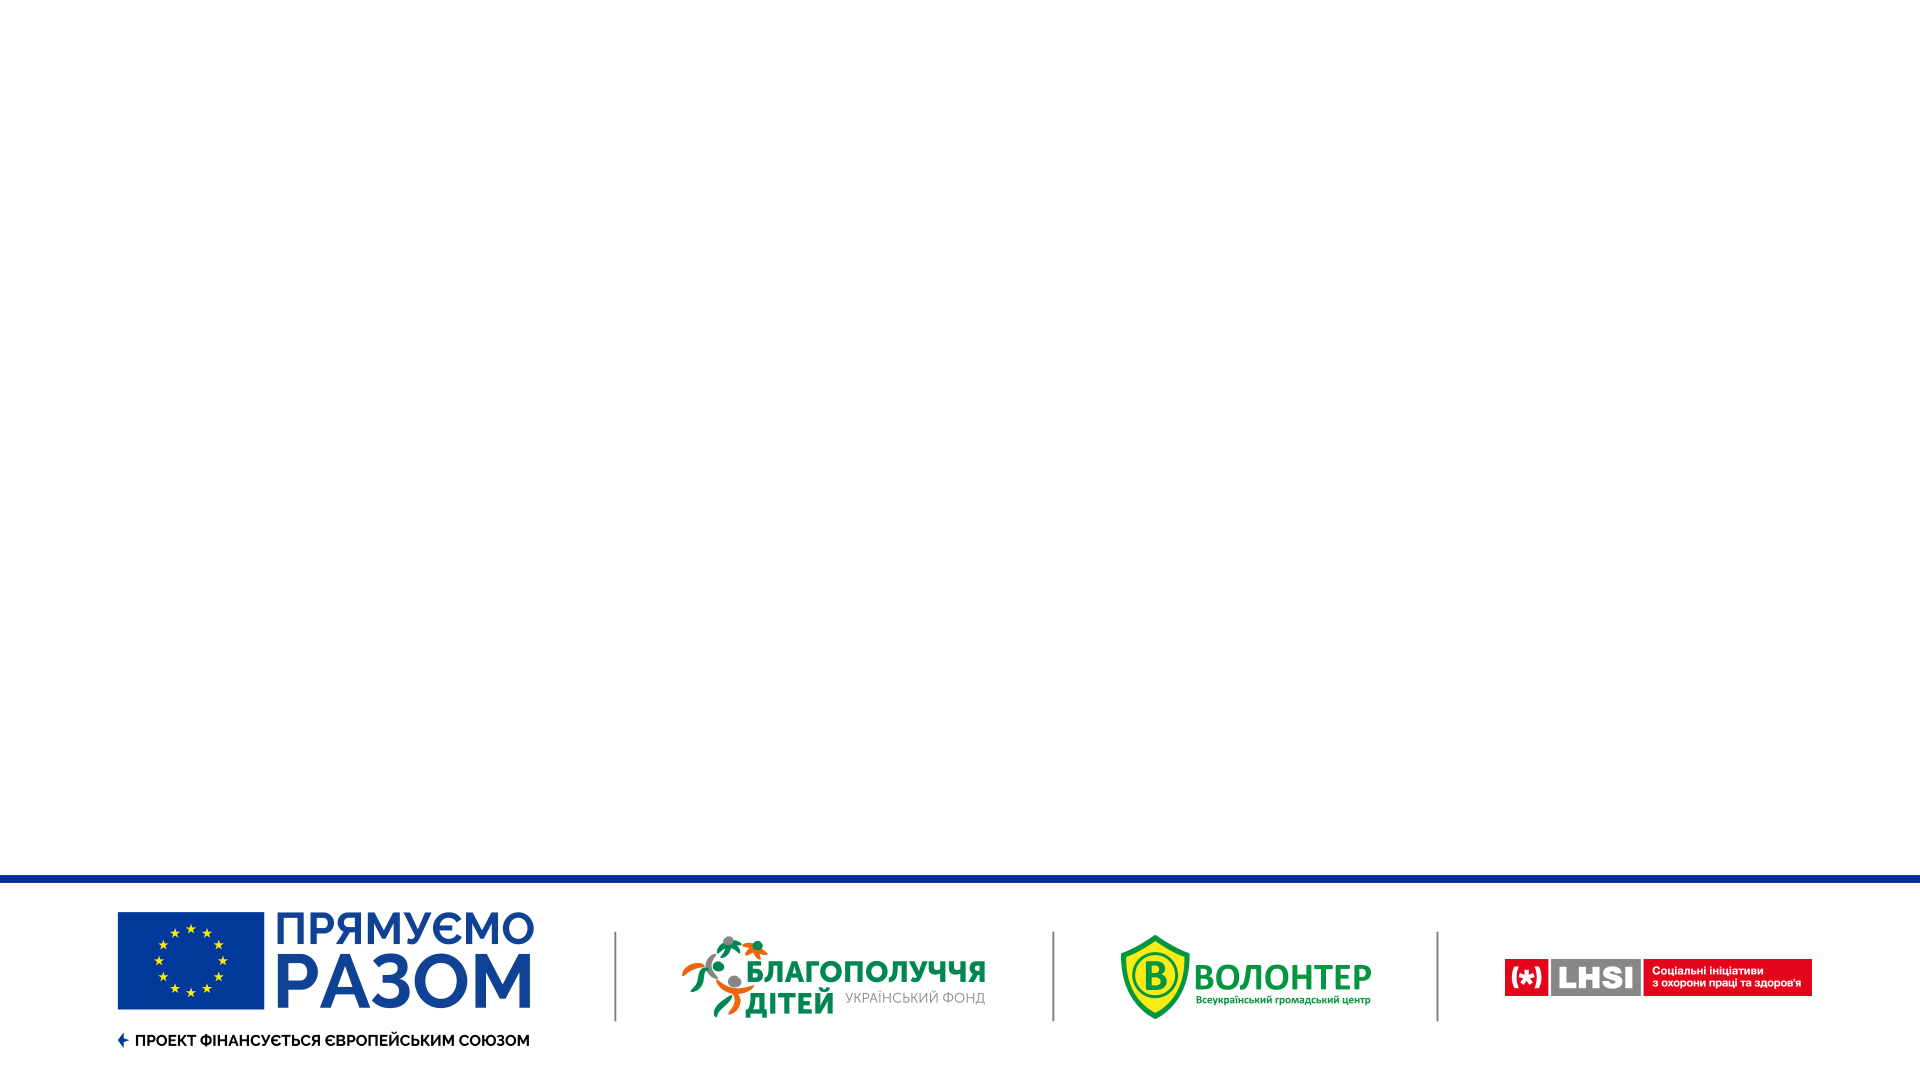 ПРЯМУЄМО
РАЗОМ
ПРОЕКТ ФІНАНСУЄТЬСЯ ЄВРОПЕЙСЬКИМ СОЮЗОМ
БЛАГОПОЛУЧЧЯ
ДІТЕЙ УКРАЇНСЬКИЙ ФОНД
В ВОЛОНТЕР
Всеукраїнський громадський центр
(*) LHSI
Соціальні ініціативи
з охорони праці та здоров'я